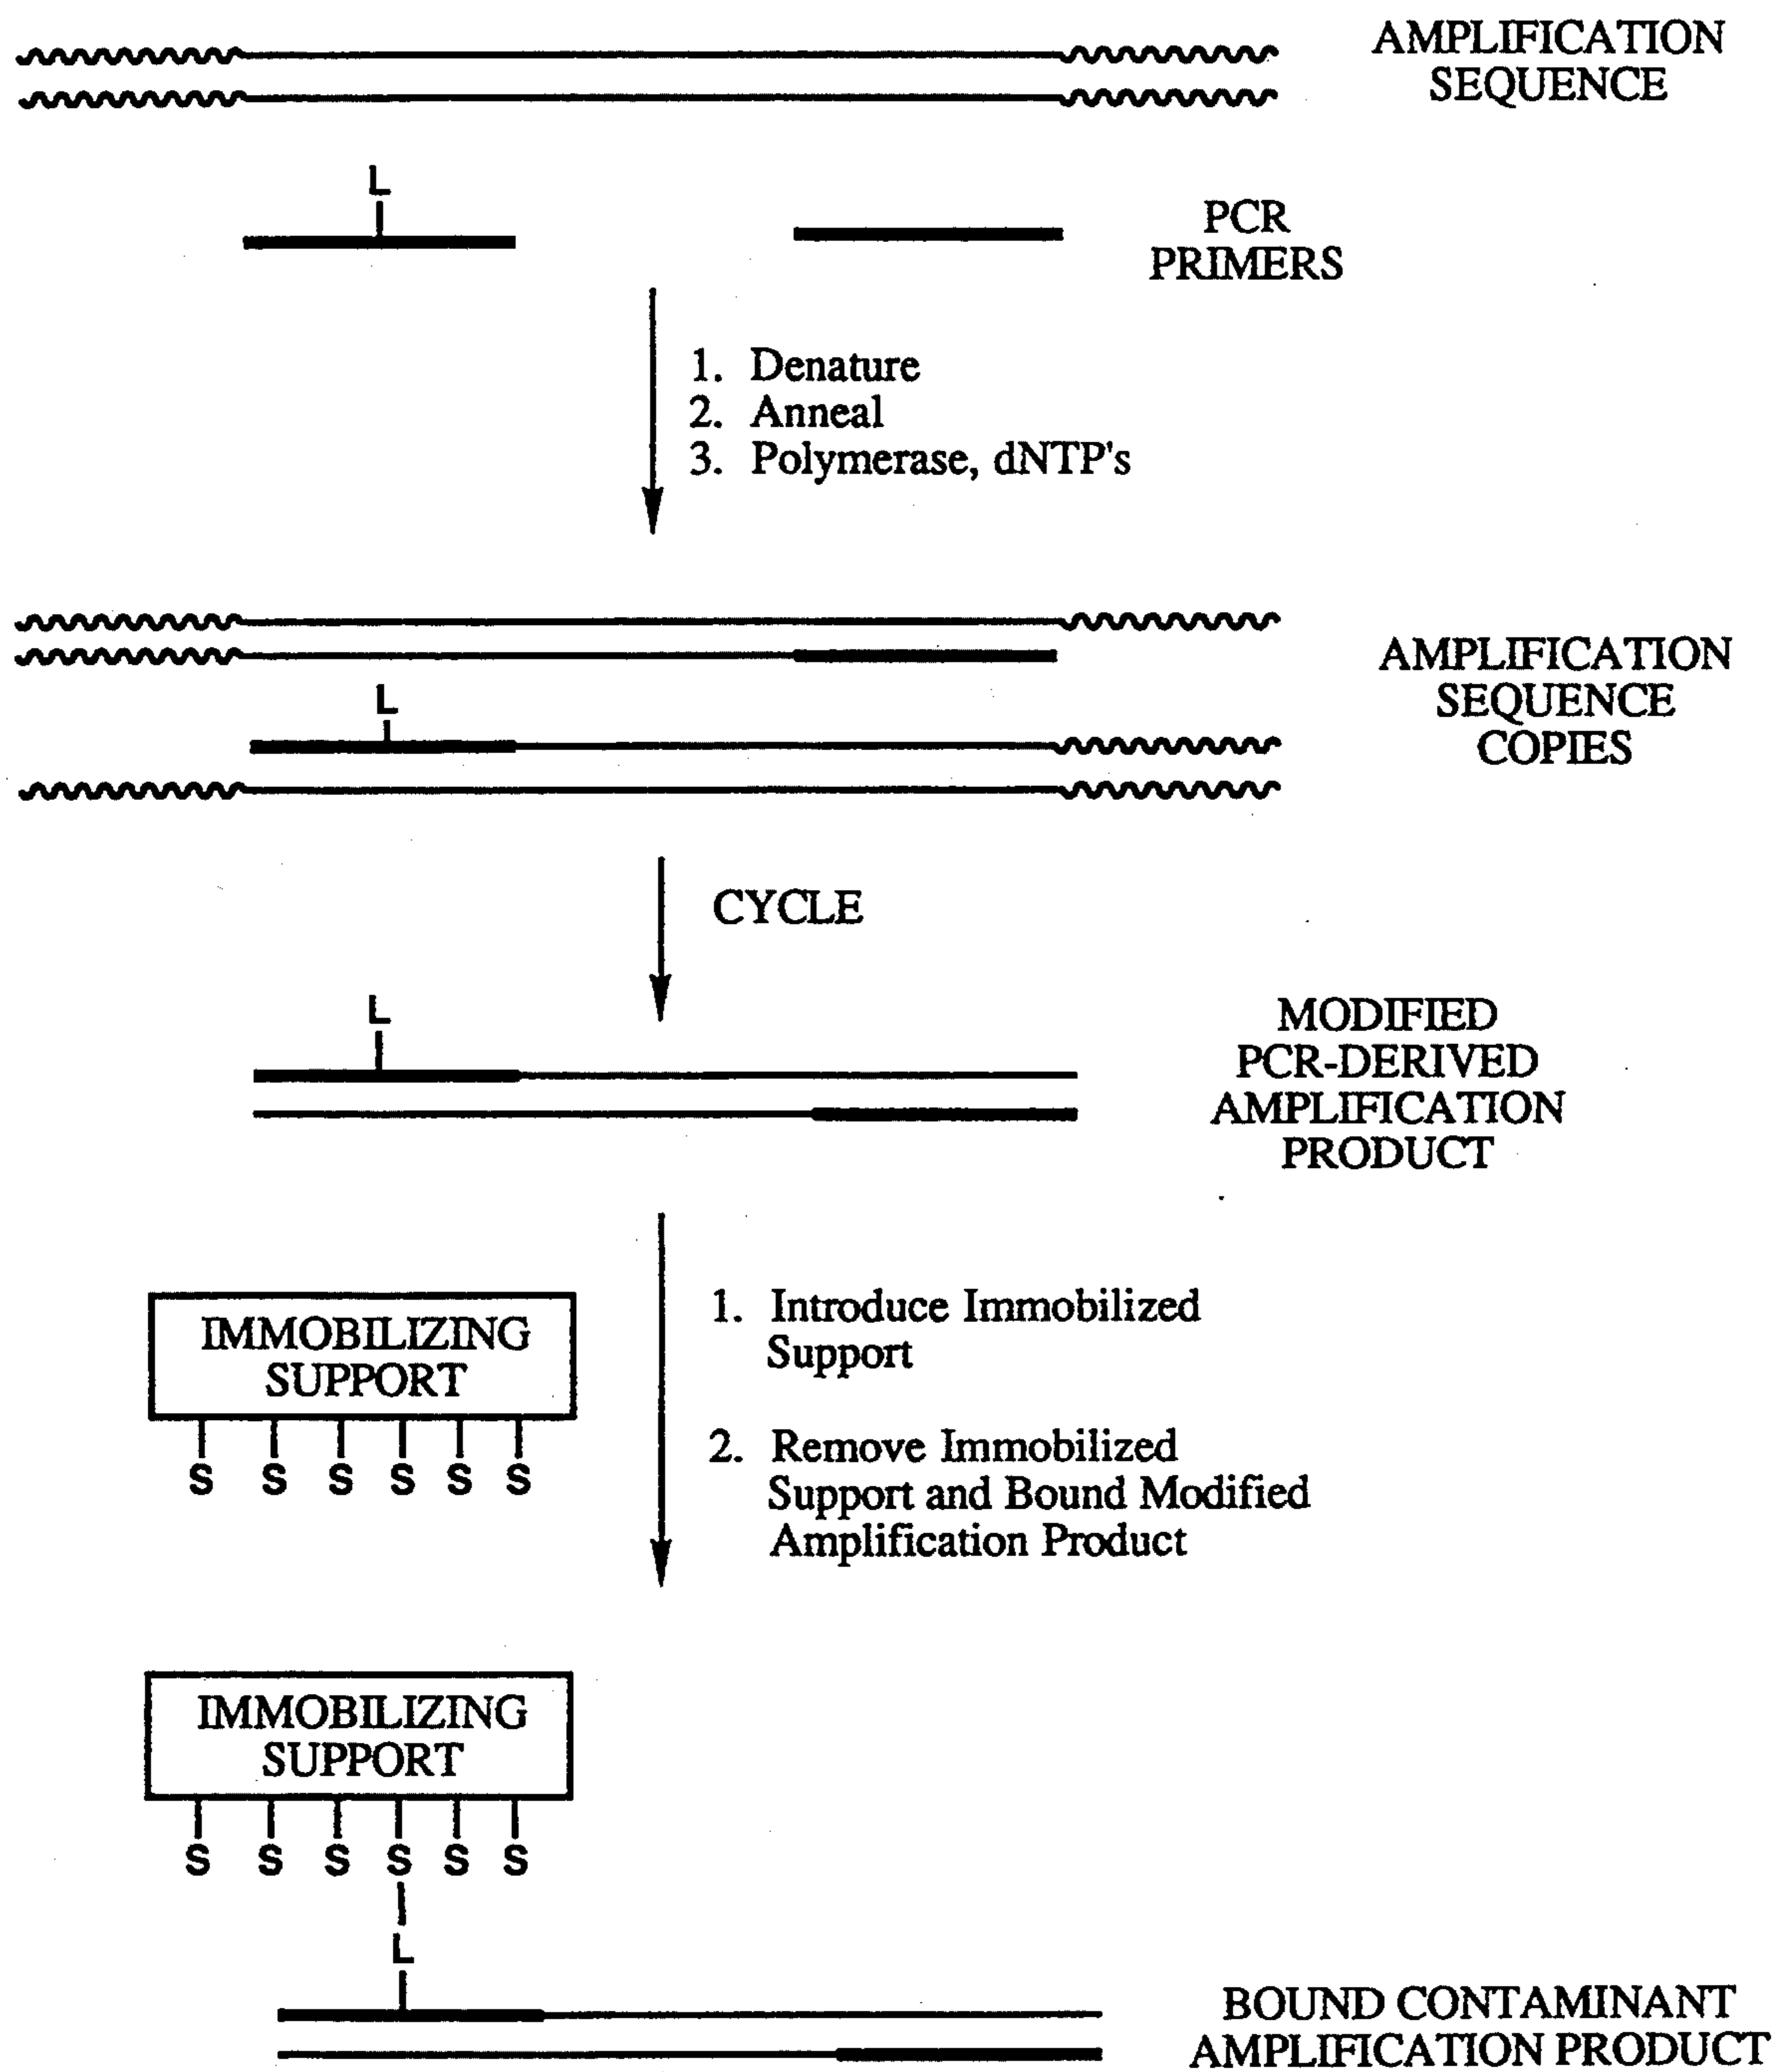 AMPLIFICATION
SEQUENCE
L
PCR
PRIMERS
1. Denature
2. Anneal
3. Polymerase, dNTP's
AMPLIFICATION
SEQUENCE
COPIES
L
CYCLE
L
MODIFIED
PCR-DERIVED
AMPLIFICATION
PRODUCT
IMMOBILIZING
SUPPORT
S S S S S S
1. Introduce Immobilized
Support
2. Remove Immobilized
Support and Bound Modified
Amplification Product
IMMOBILIZING
SUPPORT
S S S S S S
L
BOUND CONTAMINANT
AMPLIFICATION PRODUCT